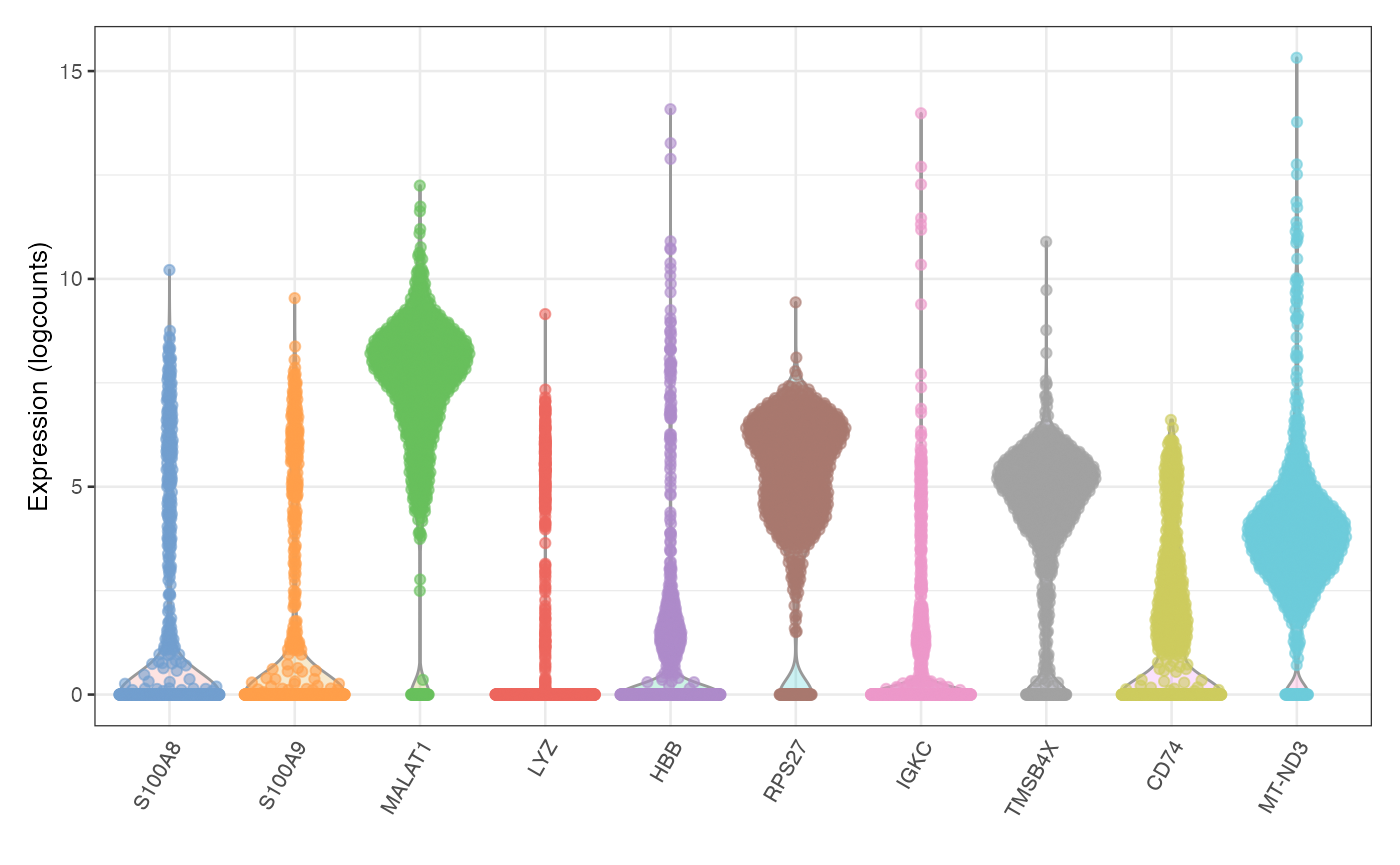 Expression (logcounts)
15
10
5
0
S100A8
S100A9
MALAT1
LYZ
HBB
RPS27
IGKC
TMSB4X
CD74
MT-ND3